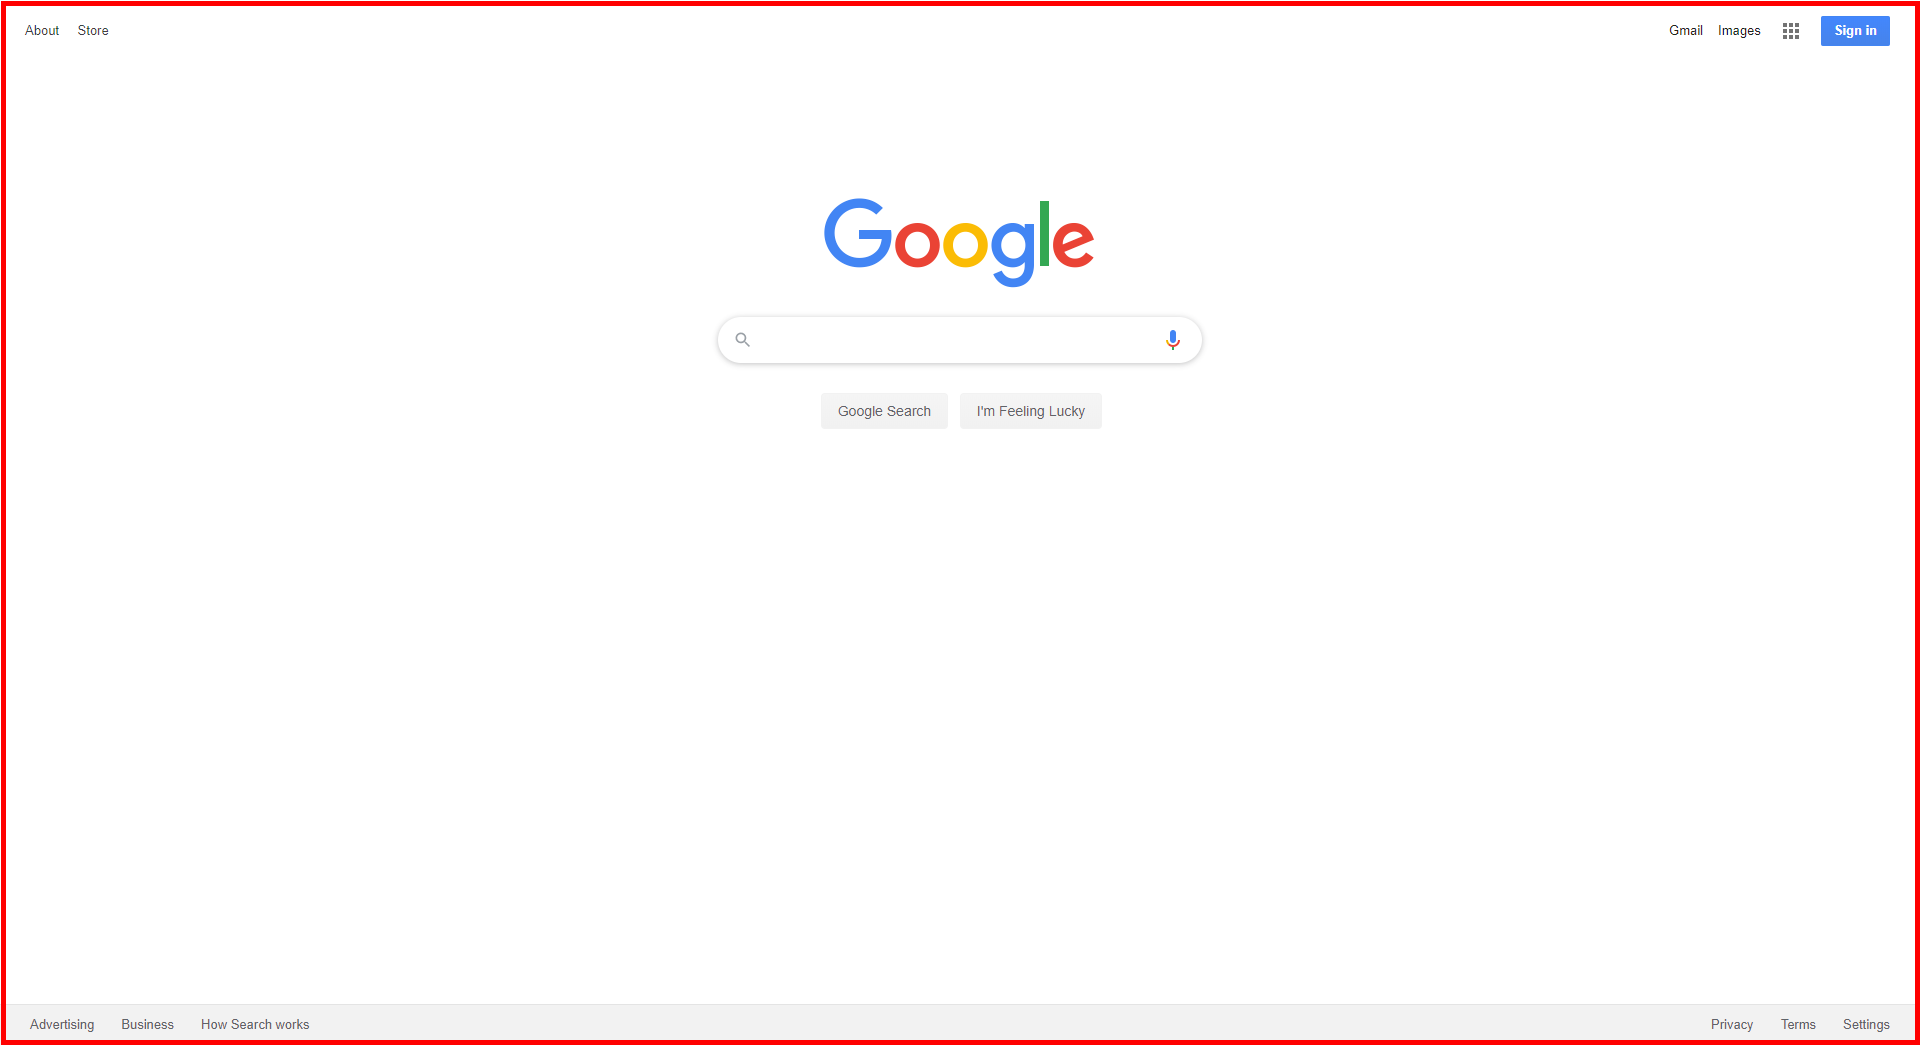 About Store Gmail Images Sign in
Google
Google Search I'm Feeling Lucky
Advertising Business How Search works Privacy Terms Settings